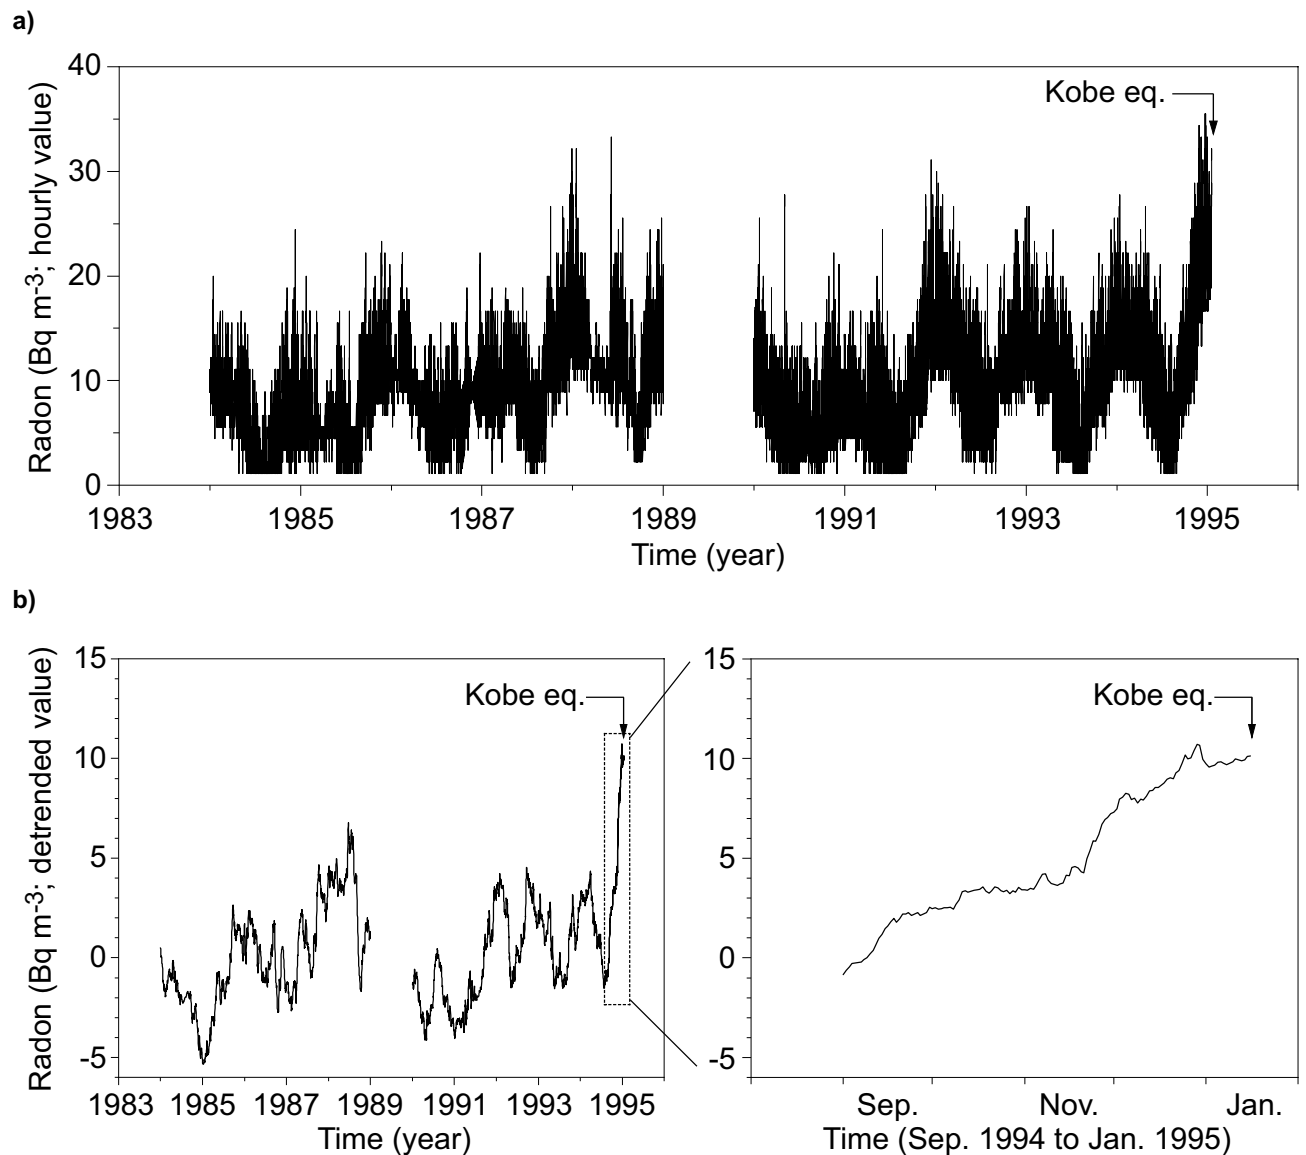 a)
40
30
20
10
0
Radon (Bq m-3; hourly value)
Kobe eq.
1983 1985 1987 1989 1991 1993 1995
Time (year)
b)
15
10
5
0
-5
Radon (Bq m-3; detrended value)
Kobe eq.
1983 1985 1987 1989 1991 1993 1995
Time (year)
15
10
5
0
-5
Kobe eq.
Sep. Nov. Jan.
Time (Sep. 1994 to Jan. 1995)